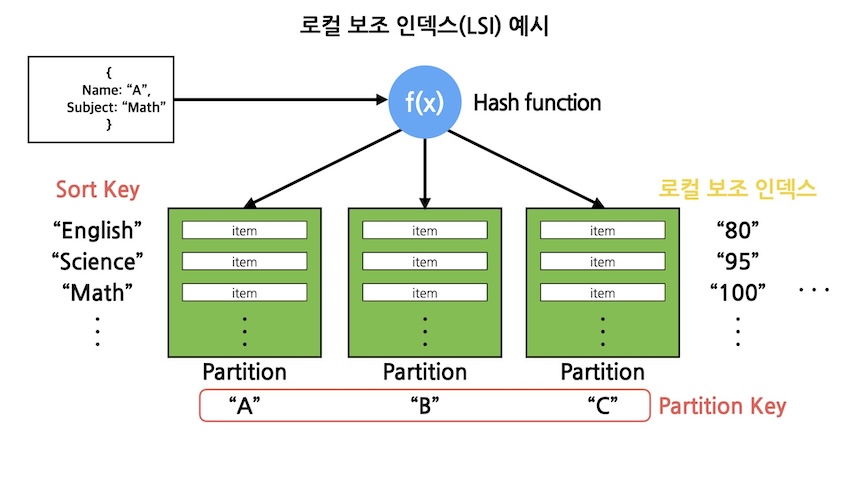 로컬 보조 인덱스(LSI) 예시
{
Name: “A”,
Subject: “Math”
}
f(x)
Hash function
Sort Key
로컬 보조 인덱스
“English”
item
item
item
“80”
“Science”
item
item
item
“95”
“Math”
item
item
item
“100”
...
Partition
Partition
Partition
“A”
“B”
“C”
Partition Key